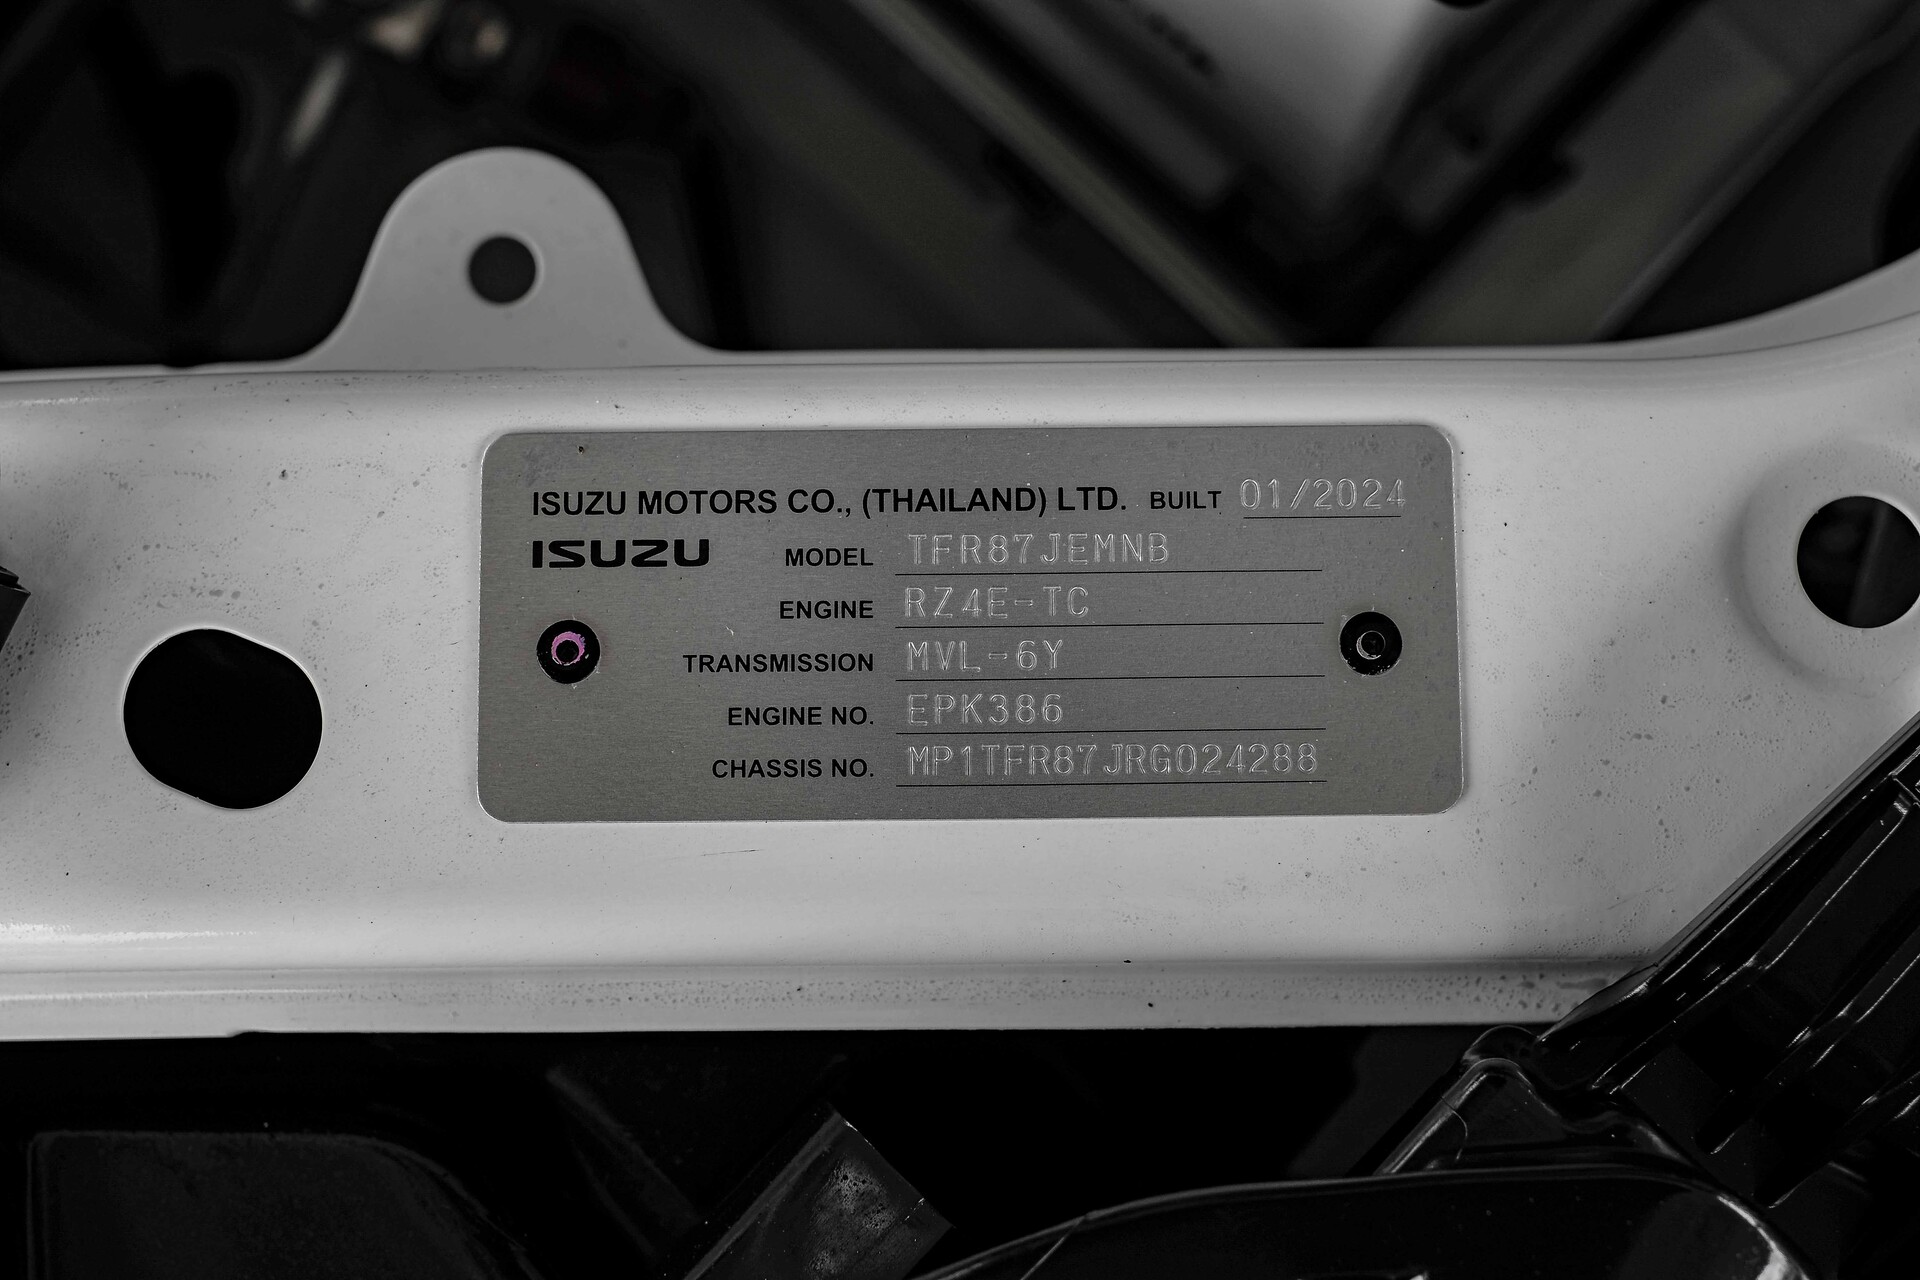 ISUZU MOTORS CO., (THAILAND) LTD. BUILT 01/2024
ISUZU MODEL TFR87JEMNB
ENGINE RZ4E-TC
TRANSMISSION MVL-6Y
ENGINE NO. EPK386
CHASSIS NO. MP1TFR87JRG024288